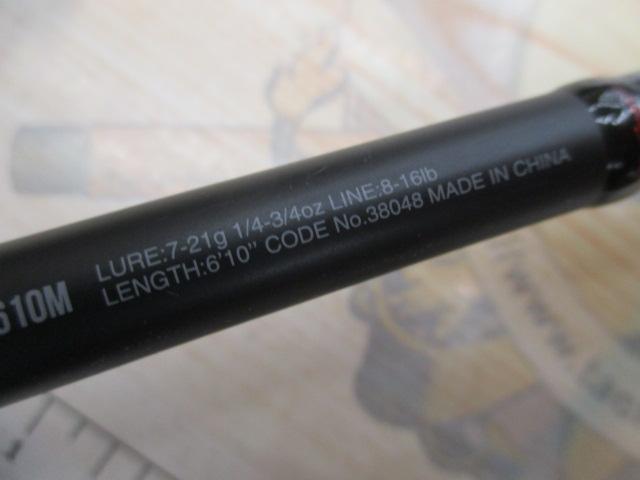 610M
LURE:7-21g 1/4-3/4oz LINE:8-16lb
LENGTH:6'10" CODE No.38048 MADE IN CHINA
1